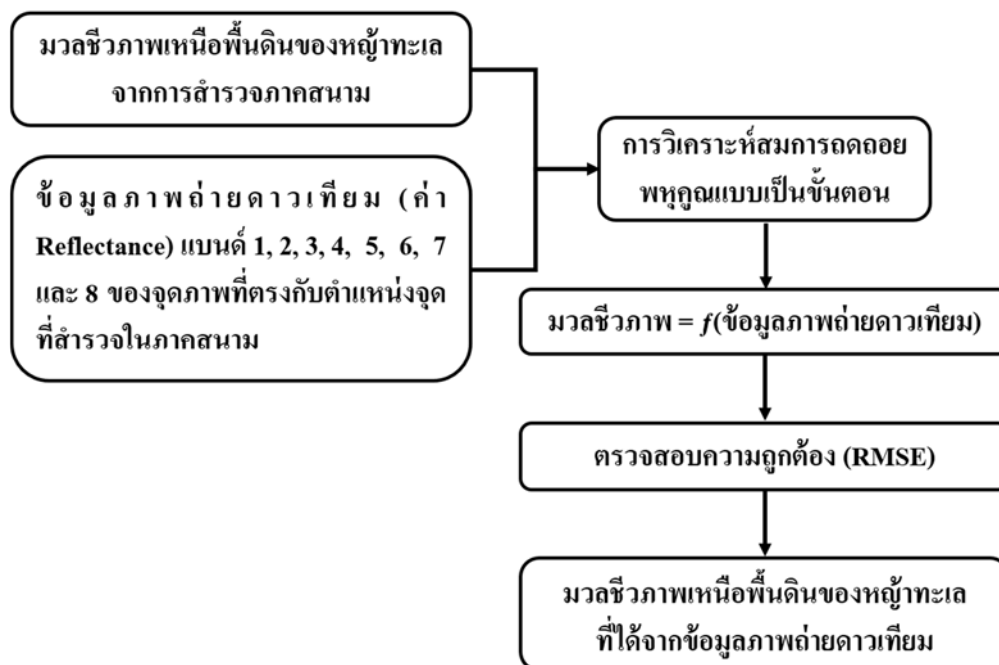 มวลชีวภาพเหนือพื้นดินของหญ้าทะเล
จากการสำรวจภาคสนาม
ข้อมูลภาพถ่ายดาวเทียม (ค่า
Reflectance) แบนด์ 1, 2, 3, 4, 5, 6, 7
และ 8 ของจุดภาพที่ตรงกับตำแหน่งจุด
ที่สำรวจในภาคสนาม
การวิเคราะห์สมการถดถอย
พหุคูณแบบเป็นขั้นตอน
มวลชีวภาพ = f(ข้อมูลภาพถ่ายดาวเทียม)
ตรวจสอบความถูกต้อง (RMSE)
มวลชีวภาพเหนือพื้นดินของหญ้าทะเล
ที่ได้จากข้อมูลภาพถ่ายดาวเทียม